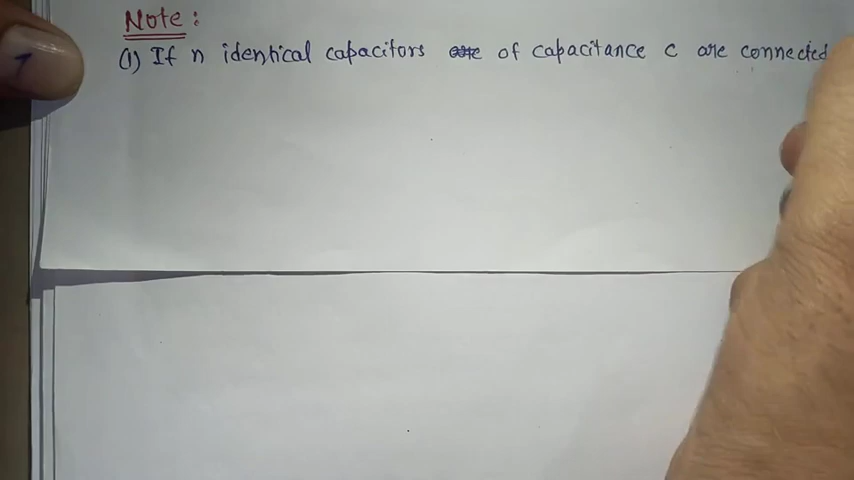 Note:
(1) If n identical capacitors of capacitance c are connected